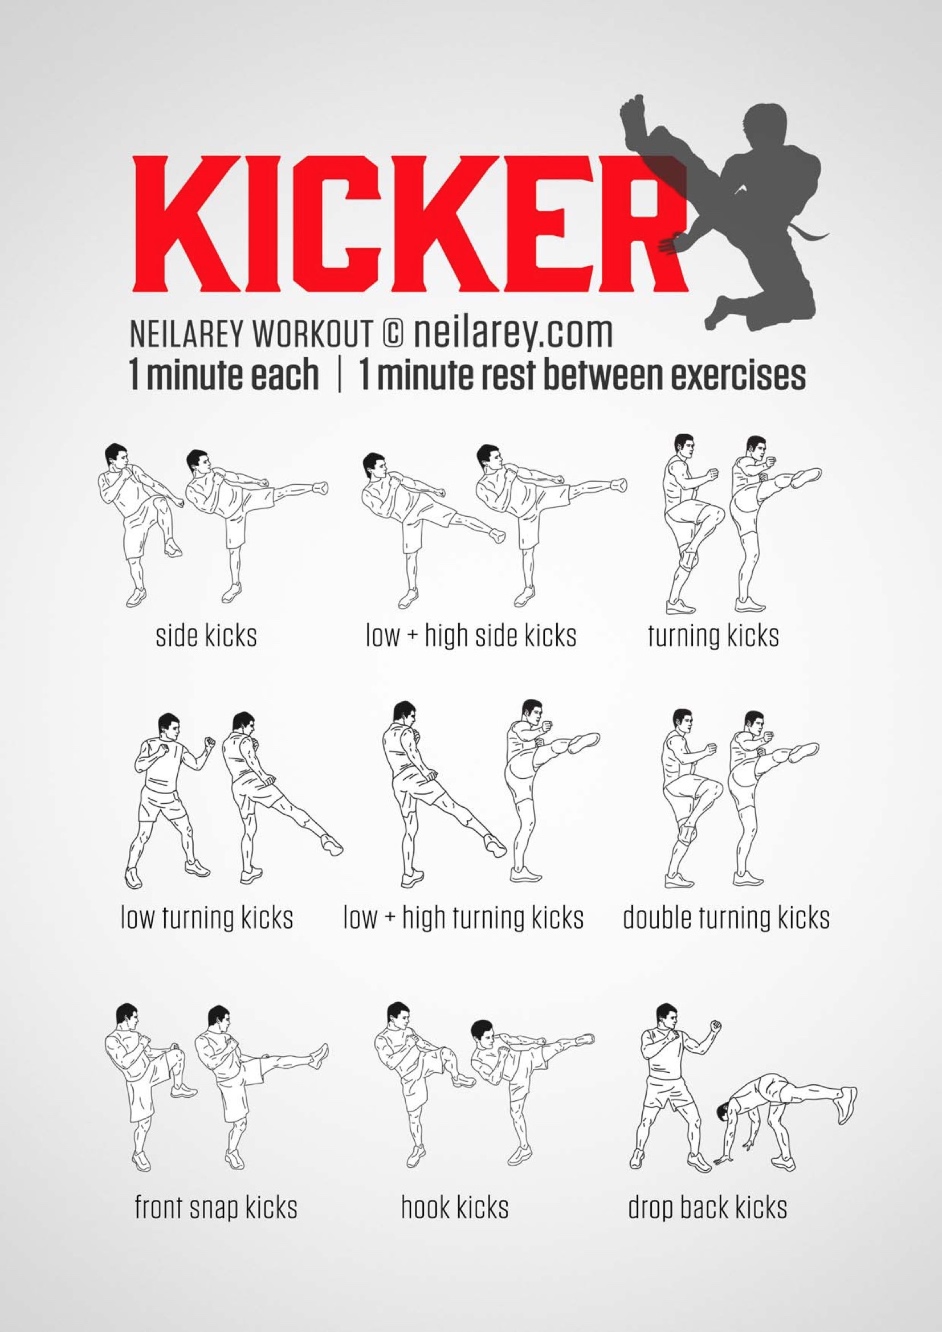 KICKER
NEILAREY WORKOUT © neilarey.com
1 minute each | 1 minute rest between exercises
side kicks
low + high side kicks
turning kicks
low turning kicks
low + high turning kicks
double turning kicks
front snap kicks
hook kicks
drop back kicks